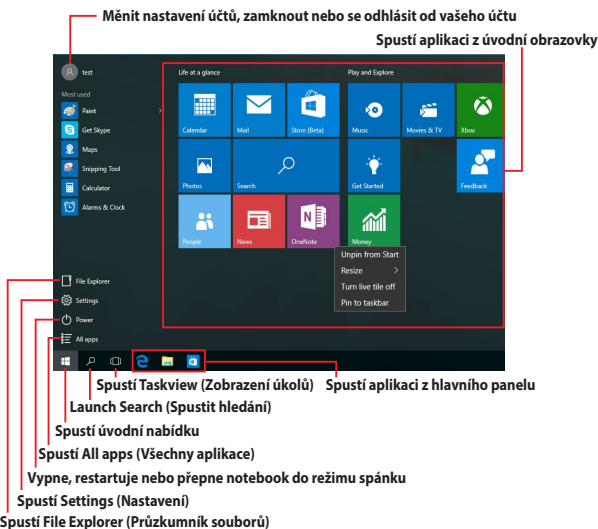 Měnit nastavení účtů, zamknout nebo se odhlásit od vašeho účtu
Spustí aplikaci z úvodní obrazovky
test
Life at a glance
Play and Explore
Most used
Paint
Get Skype
Maps
Snipping Tool
Calculator
Alarms & Clock
Calendar
Mail
Store (Beta)
Music
Movies & TV
Xbox
Photos
Search
Get Started
Feedback
People
News
OneNote
Money
Unpin from Start
Resize
Turn live tile off
Pin to taskbar
File Explorer
Settings
Power
All apps
Spustí Taskview (Zobrazení úkolů)
Spustí aplikaci z hlavního panelu
Launch Search (Spustit hledání)
Spustí úvodní nabídku
Spustí All apps (Všechny aplikace)
Vypne, restartuje nebo přepne notebook do režimu spánku
Spustí Settings (Nastavení)
Spustí File Explorer (Průzkumník souborů)